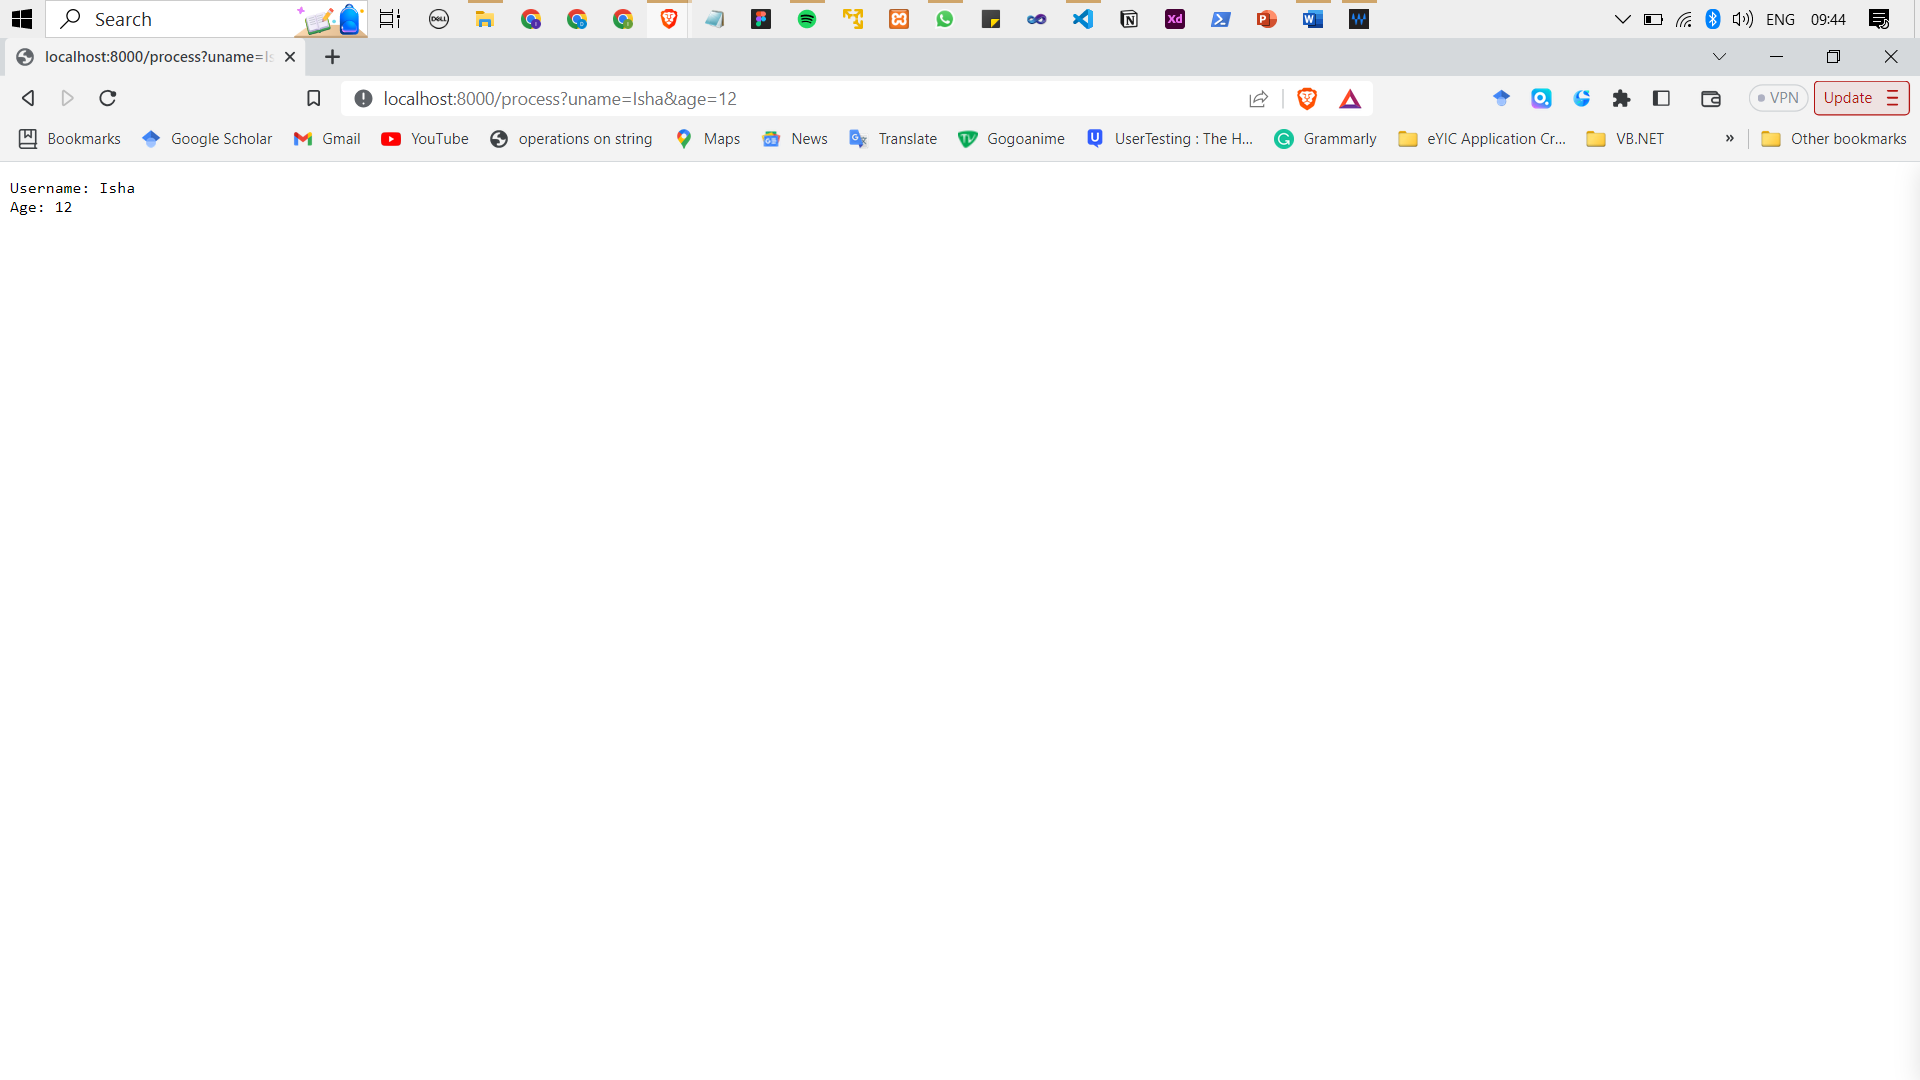 Search
DELL
Xd
ENG
09:44
localhost:8000/process?uname=Is
localhost:8000/process?uname=Isha&age=12
VPN
Update
Bookmarks
Google Scholar
Gmail
YouTube
operations on string
Maps
News
Translate
Gogoanime
UserTesting : The H...
Grammarly
eYIC Application Cr...
VB.NET
»
Other bookmarks
Username: Isha
Age: 12